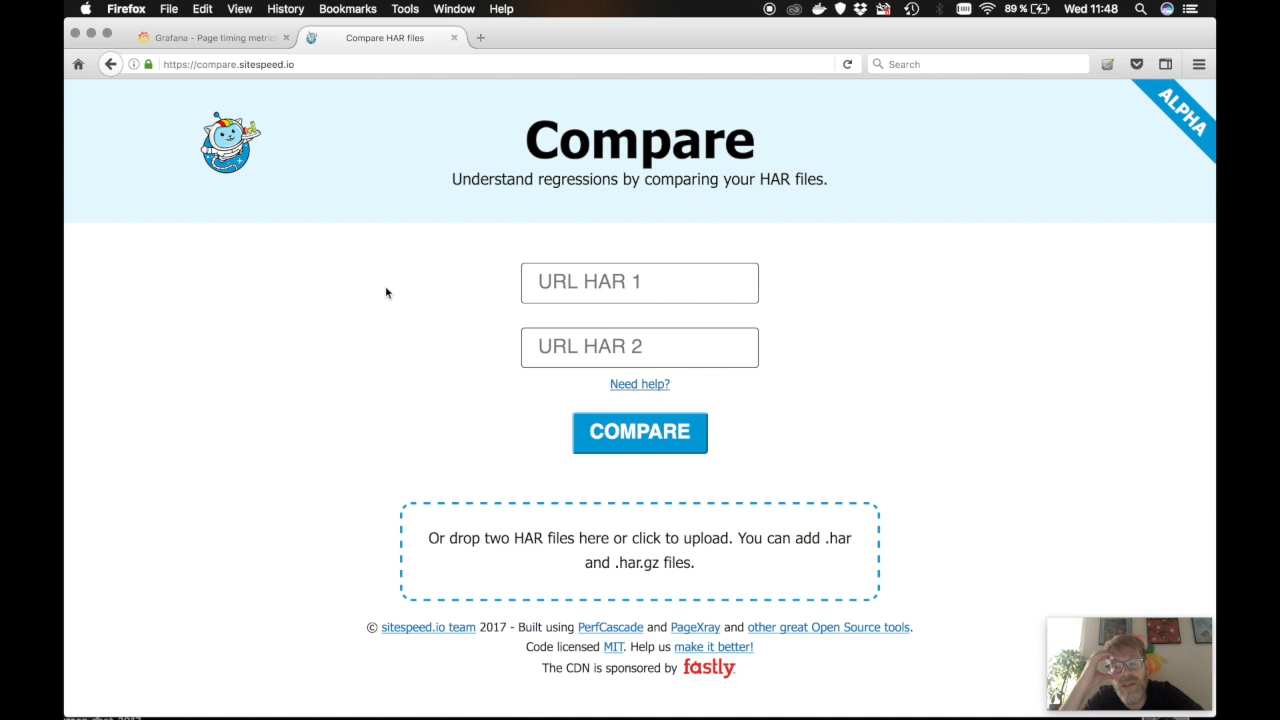 Firefox File Edit View History Bookmarks Tools Window Help 89 % Wed 11:48
Grafana - Page timing metric
Compare HAR files
https://compare.sitespeed.io
Search
ALPHA
Compare
Understand regressions by comparing your HAR files.
URL HAR 1
URL HAR 2
Need help?
COMPARE
Or drop two HAR files here or click to upload. You can add .har
and .har.gz files.
© sitespeed.io team 2017 - Built using PerfCascade and PageXray and other great Open Source tools.
Code licensed MIT. Help us make it better!
The CDN is sponsored by fastly